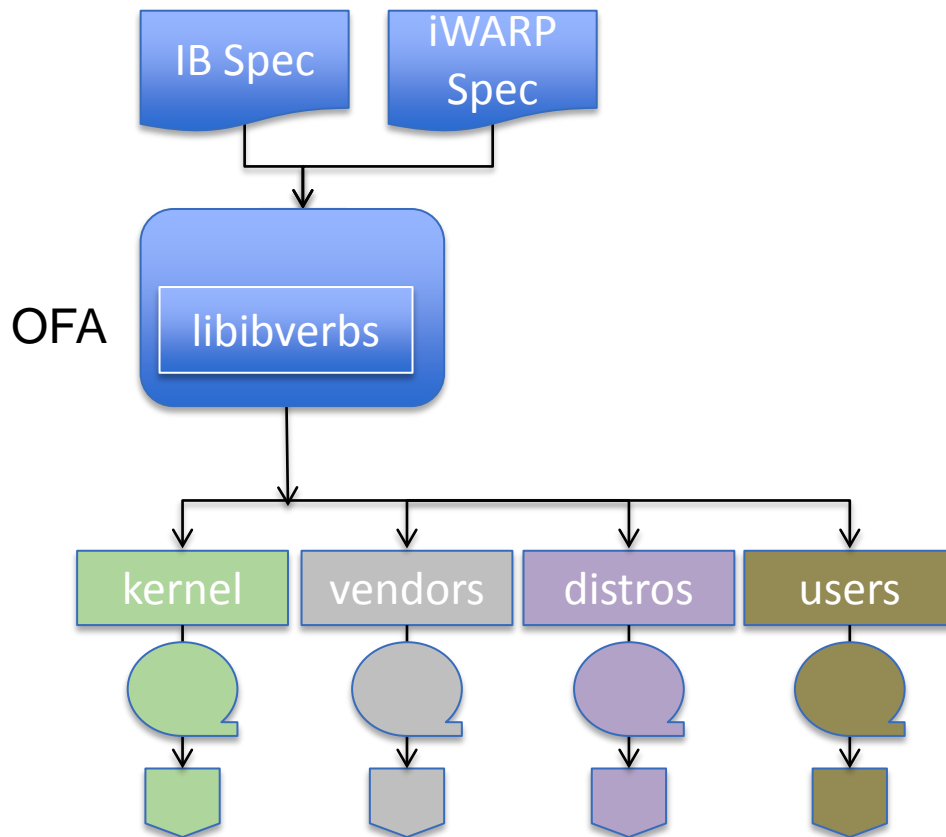 IB Spec
iWARP
Spec
OFA
libibverbs
kernel
vendors
distros
users